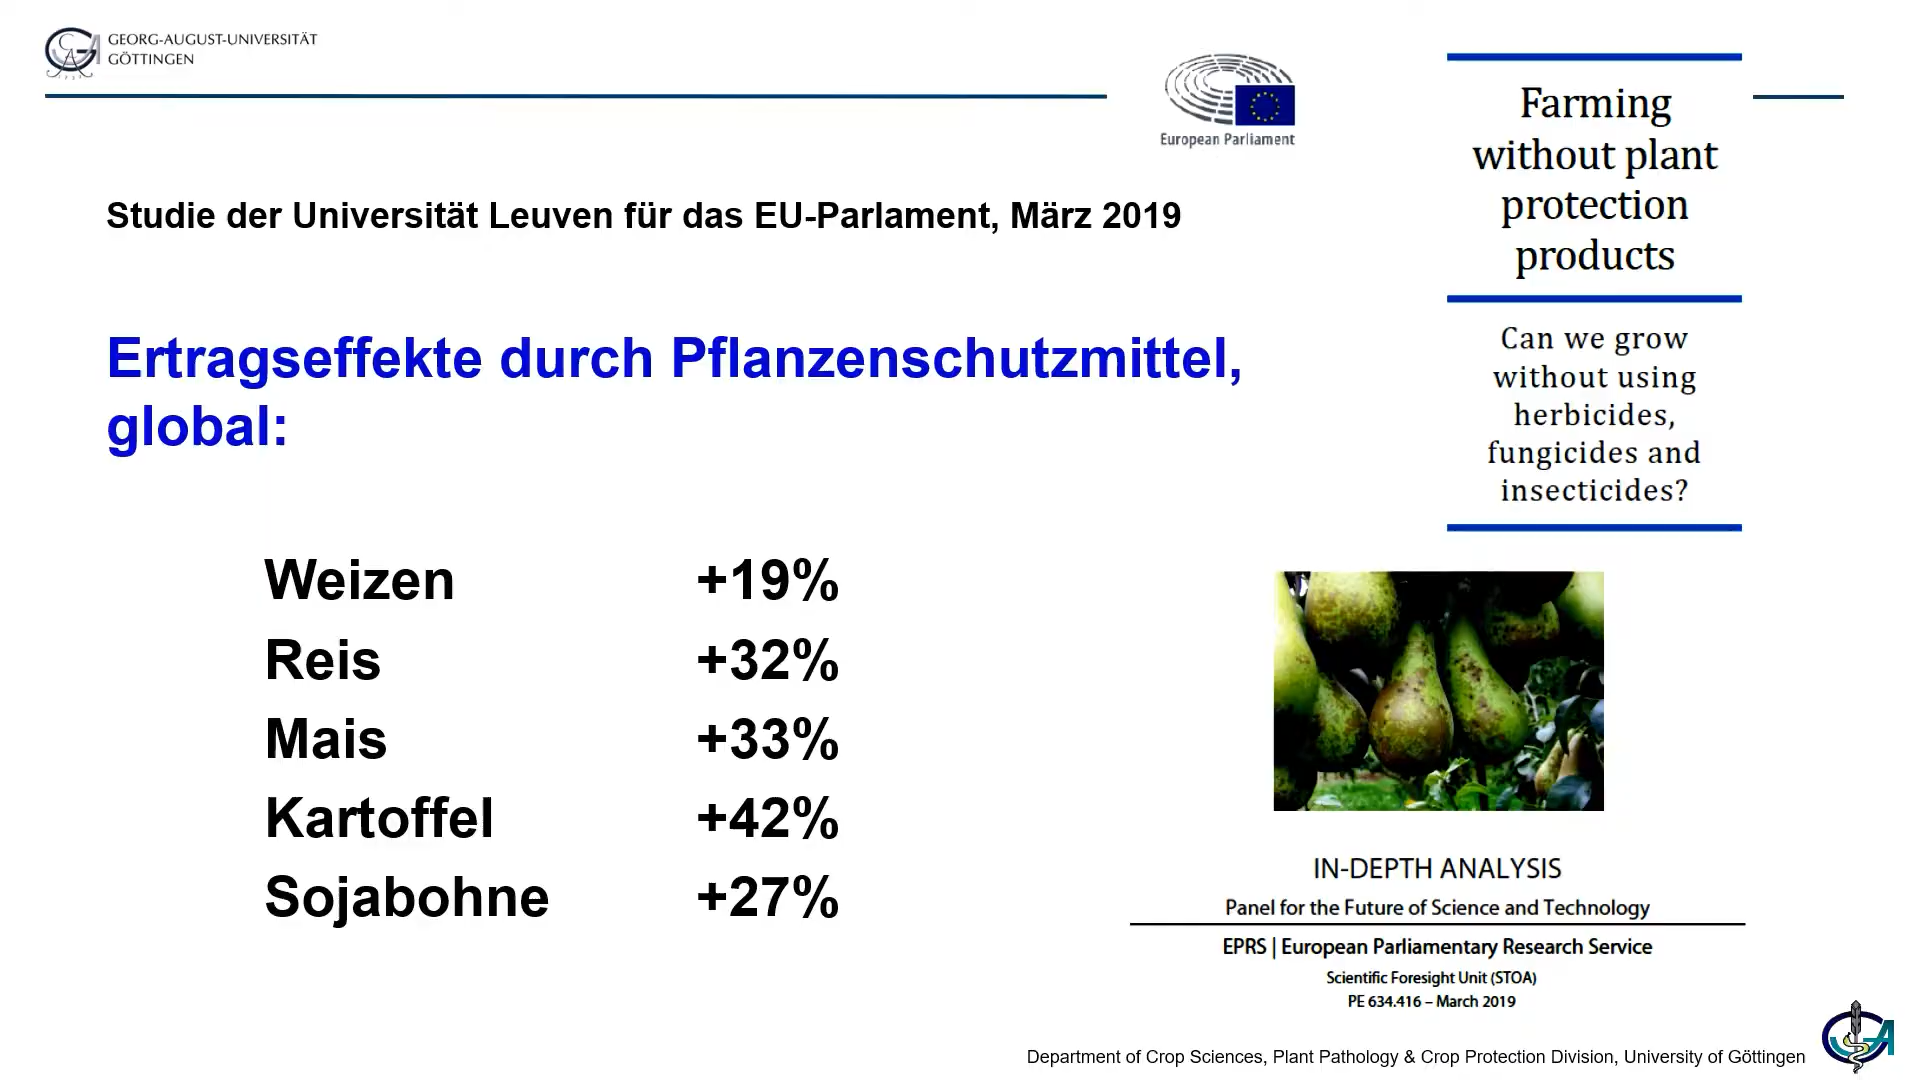 GEORG-AUGUST-UNIVERSITÄT
GÖTTINGEN
European Parliament
Farming
without plant
protection
products
Can we grow
without using
herbicides,
fungicides and
insecticides?
Studie der Universität Leuven für das EU-Parlament, März 2019
Ertragseffekte durch Pflanzenschutzmittel,
global:
Weizen +19%
Reis +32%
Mais +33%
Kartoffel +42%
Sojabohne +27%
IN-DEPTH ANALYSIS
Panel for the Future of Science and Technology
EPRS | European Parliamentary Research Service
Scientific Foresight Unit (STOA)
PE 634.416 – March 2019
Department of Crop Sciences, Plant Pathology & Crop Protection Division, University of Göttingen